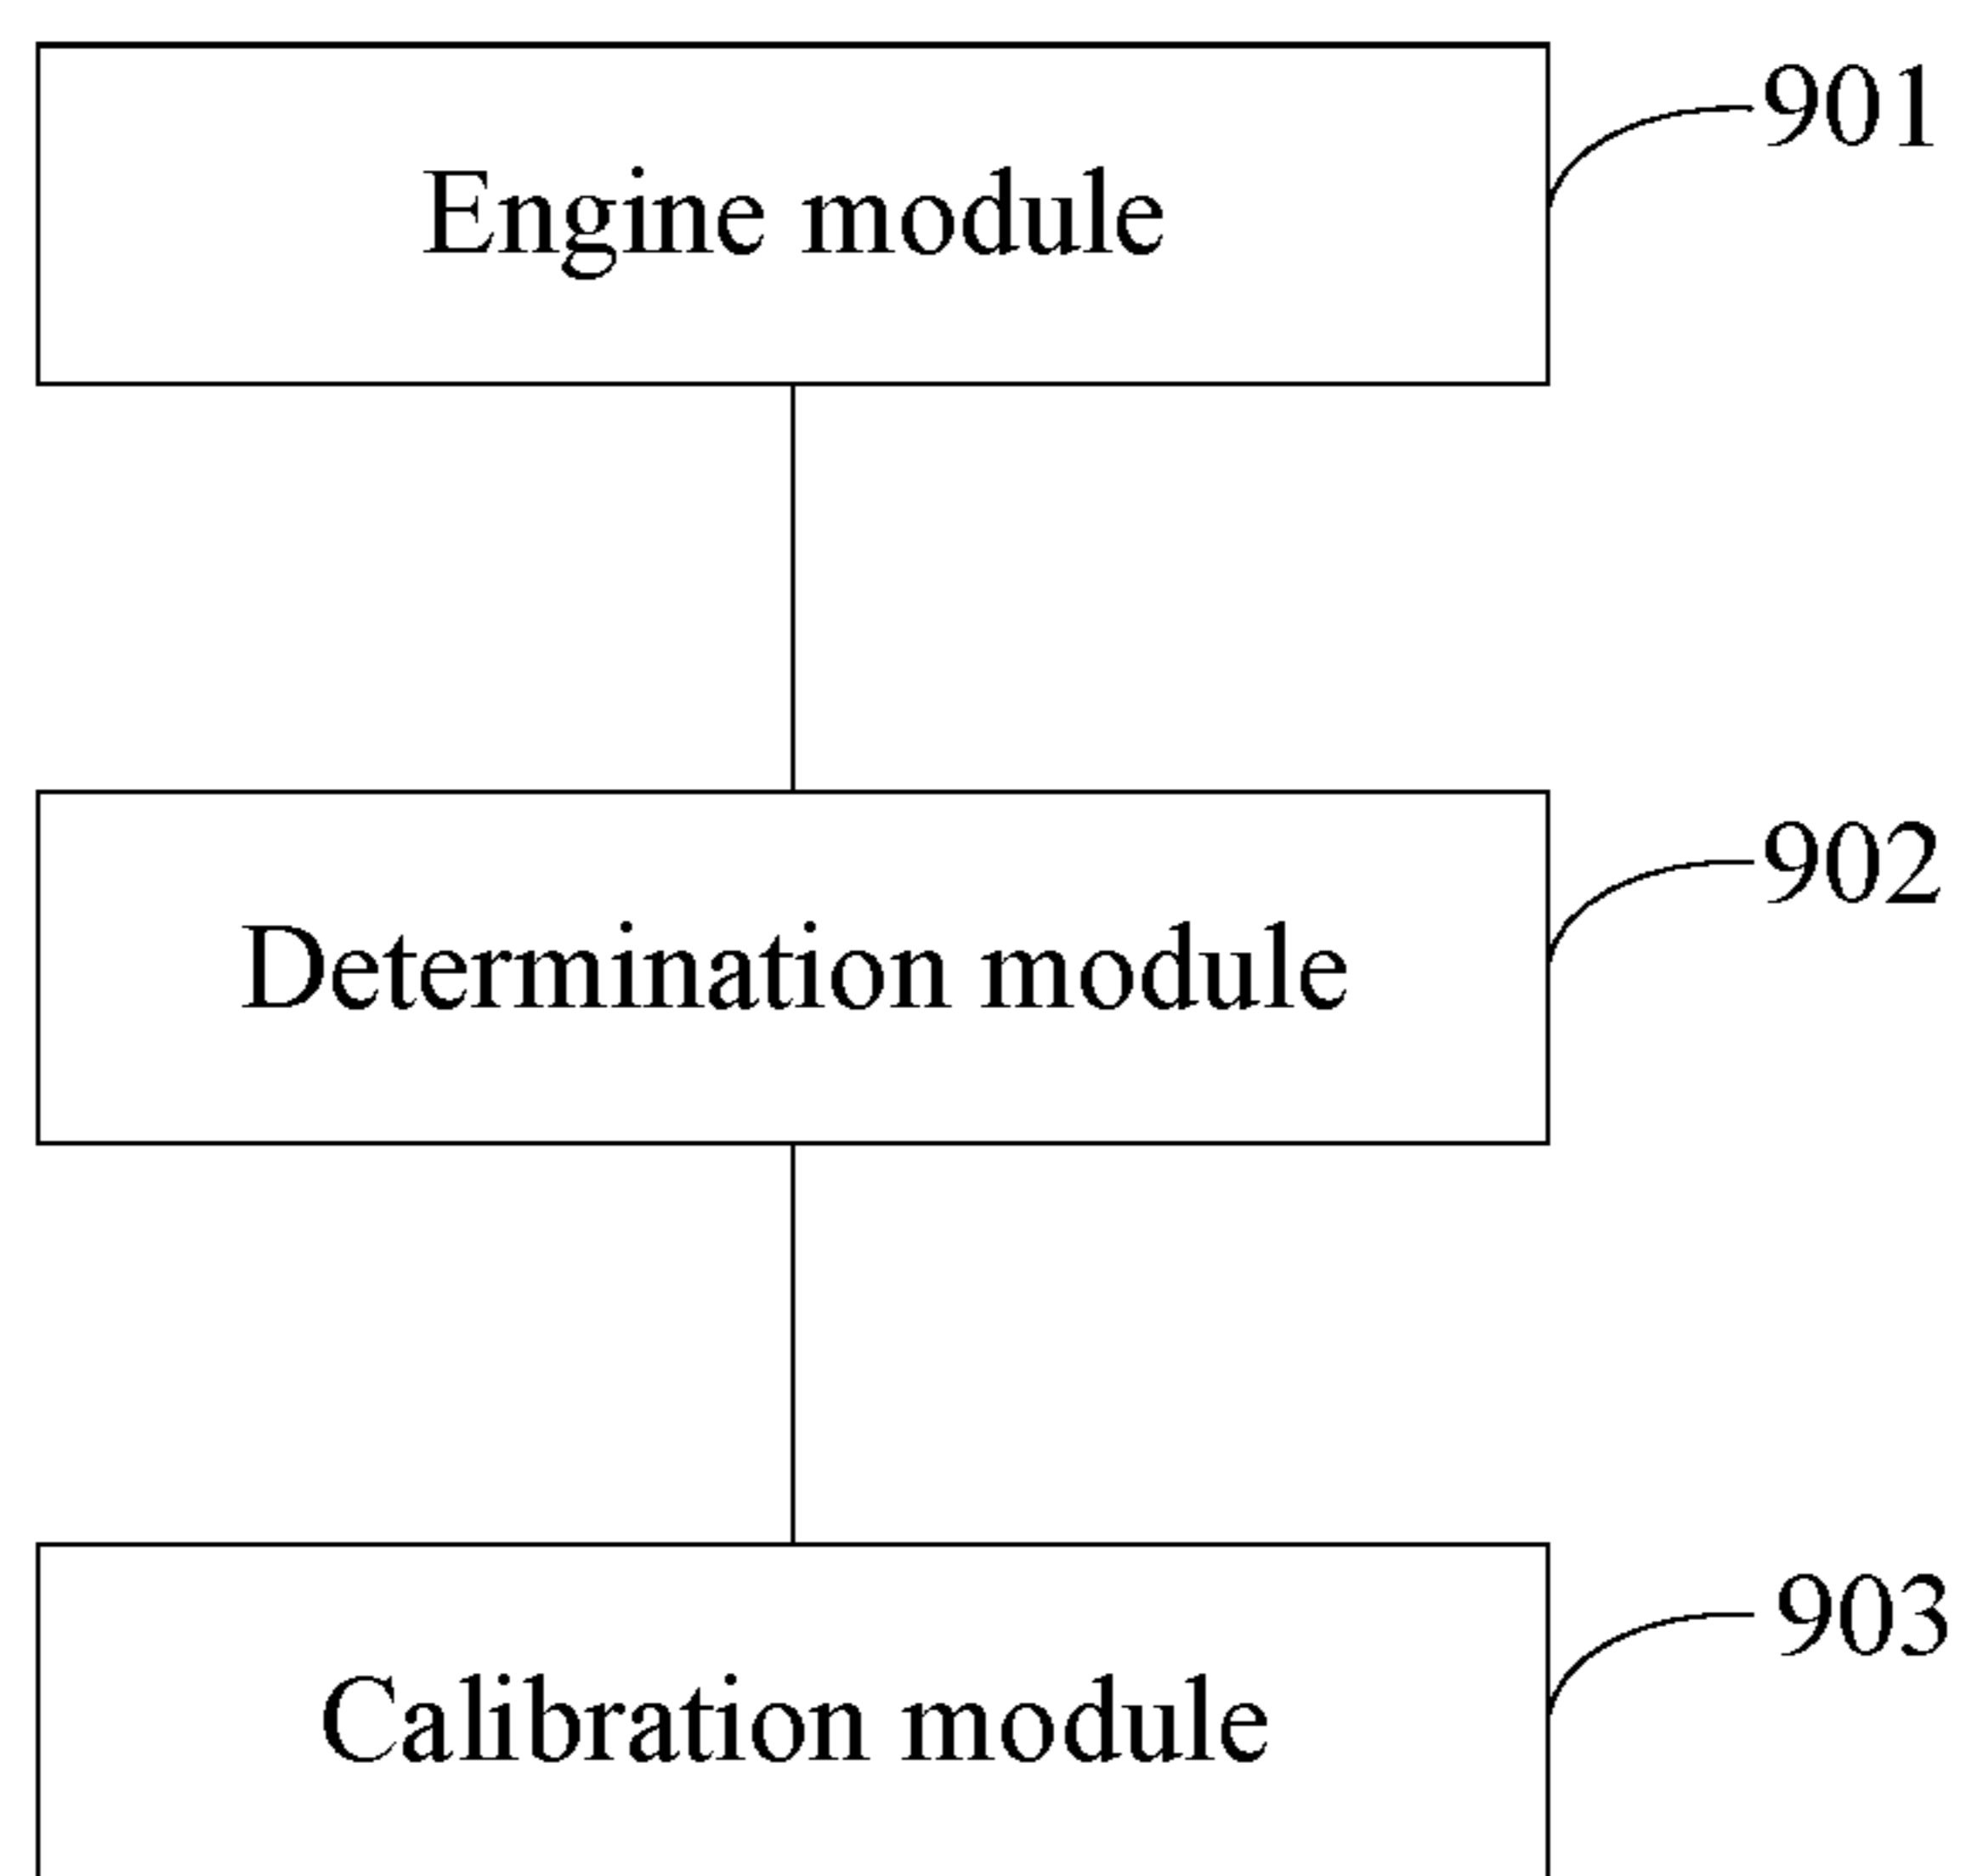 Engine module
901
Determination module
902
Calibration module
903